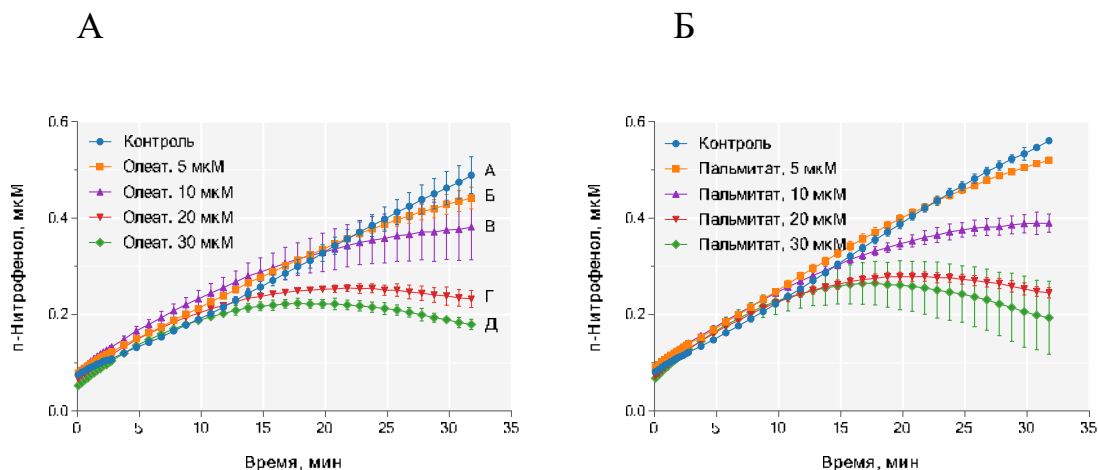 А
Б
п-Нитрофенол, мкМ
0.6
0.4
0.2
0.0
Контроль
Олеат. 5 мкМ
Олеат. 10 мкМ
Олеат. 20 мкМ
Олеат. 30 мкМ
А
Б
В
Г
Д
0 5 10 15 20 25 30 35
Время, мин
п-Нитрофенол, мкМ
0.6
0.4
0.2
0.0
Контроль
Пальмитат, 5 мкМ
Пальмитат, 10 мкМ
Пальмитат, 20 мкМ
Пальмитат, 30 мкМ
0 5 10 15 20 25 30 35
Время, мин